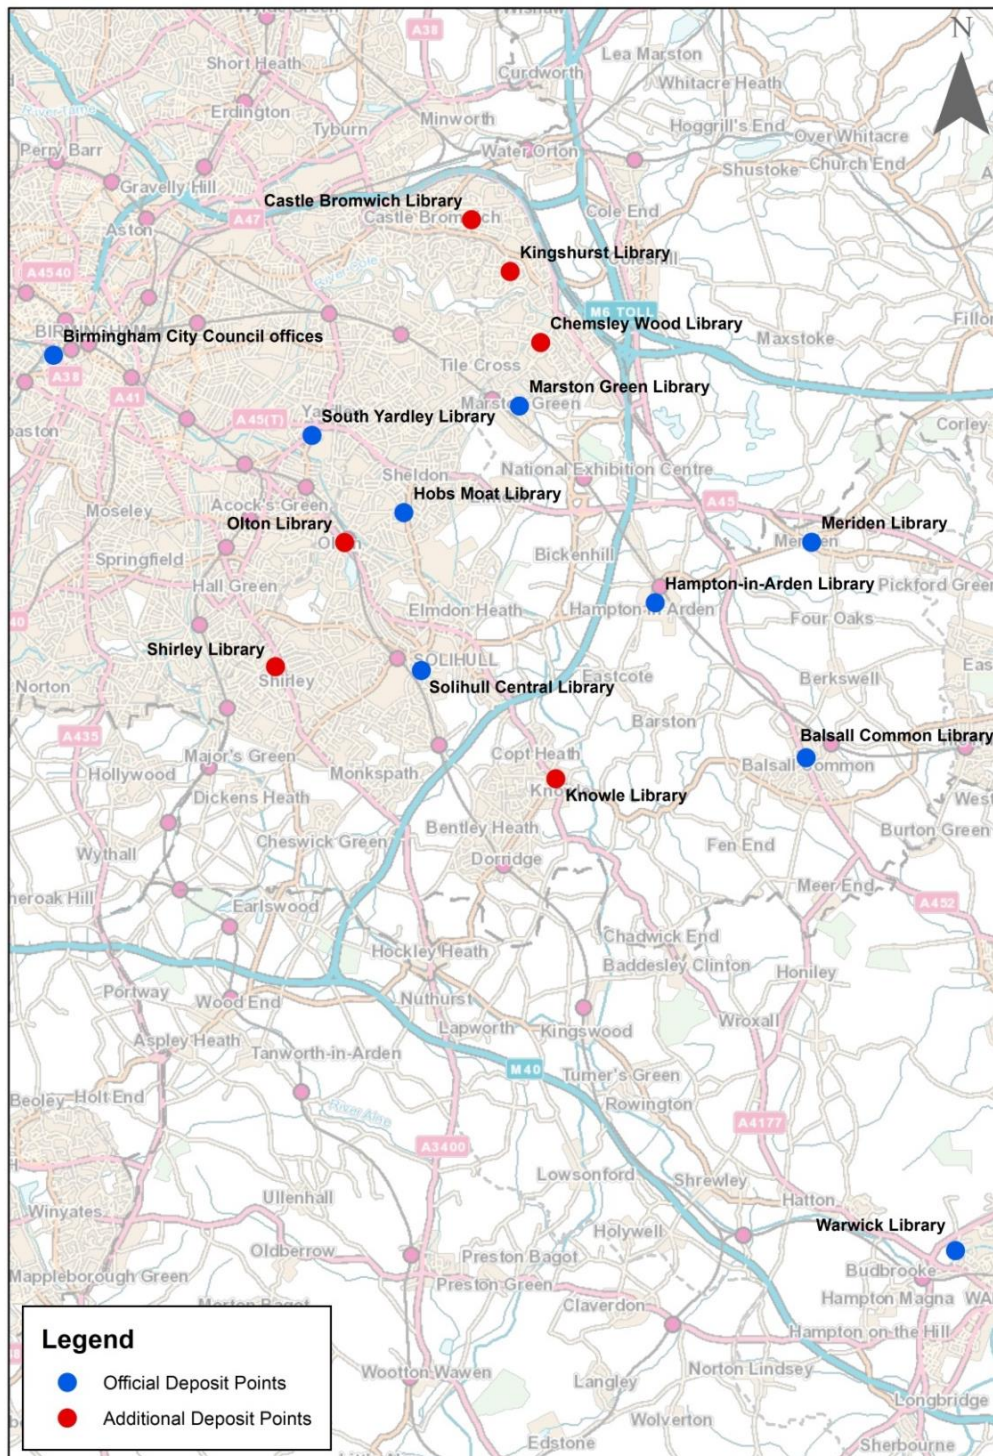 N
A38
Short Heath
Lea Marston
Curdworth
Whitacre Heath
Erdington
Minworth
Tyburn
Hoggrill's End
Over Whitacre
Perry Barr
Water Orton
Shustoke
Church End
Gravelly Hill
Castle Bromwich Library
A47
Castle Bromwich
Cole End
Aston
Kingshurst Library
A4540
M6 TOLL
Chemsley Wood Library
Birmingham City Council offices
Maxstoke
Tile Cross
A38
A41
Marston Green Library
Marston Green
A45(T)
South Yardley Library
Corley
Sheldon
National Exhibition Centre
Hobs Moat Library
A45
Moseley
Acock's Green
Olton Library
Meriden Library
Springfield
Bickenhill
Hall Green
Hampton-in-Arden Library
Pickford Green
Elmdon Heath
Hampton in Arden
Four Oaks
Shirley Library
SOLIHULL
Shirley
Eastcote
Berkswell
Norton
Solihull Central Library
Barston
A435
Balsall Common Library
Major's Green
Copt Heath
Hollywood
Monkspath
Balsall Common
Dickens Heath
Knowle Library
Bentley Heath
Burton Green
Cheswick Green
Wythall
Fen End
Dorridge
Meer End
Earlswood
A452
Chadwick End
Hockley Heath
Baddesley Clinton
Honiley
Portway
Wood End
Nuthurst
Wroxall
Lapworth
Kingswood
Aspley Heath
Tanworth-in-Arden
M40
Turner's Green
Beoley
Holt End
River Alne
Rowington
A4177
A3400
Lowsonford
Shrewley
Ullenhall
Hatton
Winyates
Warwick Library
Holywell
Oldberrow
Preston Bagot
Mappleborough Green
Preston Green
Budbrooke
Claverdon
Hampton Magna
Hampton on the Hill
Legend
Official Deposit Points
Additional Deposit Points
Wootton Wawen
Langley
Norton Lindsey
Longbridge
Wolverton
Edstone
Sherbourne